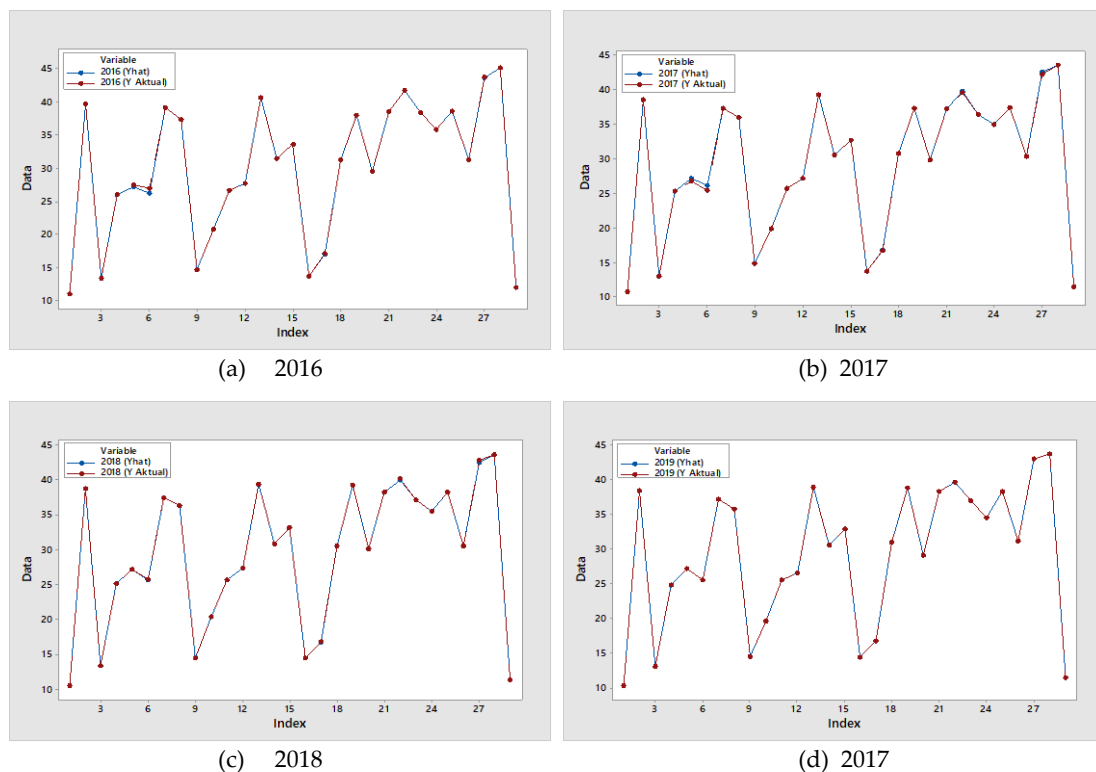 Variable
2016 (Yhat)
2016 (Y Aktual)
45
40
35
30
25
20
15
10
Data
3 6 9 12 15 18 21 24 27
Index
(a) 2016
Variable
2017 (Yhat)
2017 (Y Aktual)
45
40
35
30
25
20
15
10
Data
3 6 9 12 15 18 21 24 27
Index
(b) 2017
Variable
2018 (Yhat)
2018 (Y Aktual)
45
40
35
30
25
20
15
10
Data
3 6 9 12 15 18 21 24 27
Index
(c) 2018
Variable
2019 (Yhat)
2019 (Y Aktual)
45
40
35
30
25
20
15
10
Data
3 6 9 12 15 18 21 24 27
Index
(d) 2017